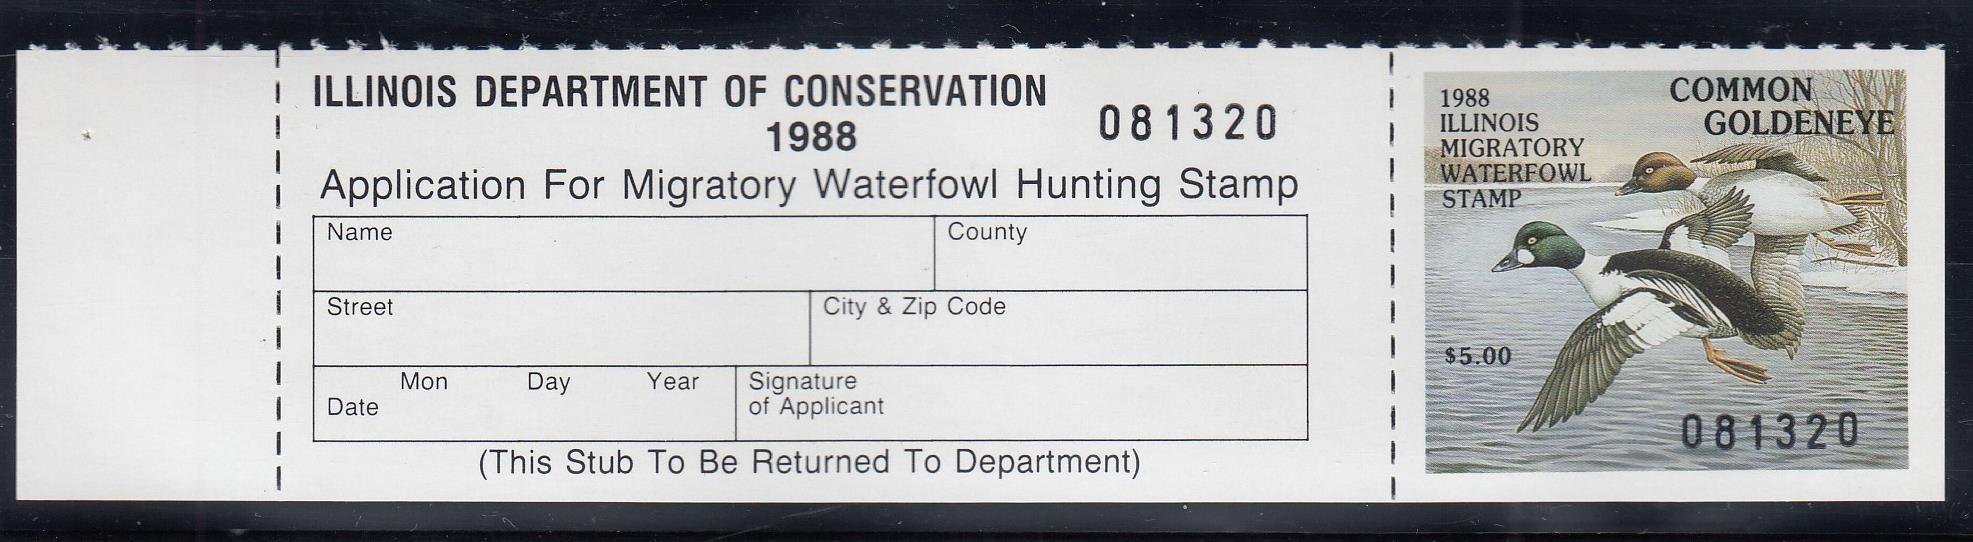 ILLINOIS DEPARTMENT OF CONSERVATION
1988
081320
Application For Migratory Waterfowl Hunting Stamp
Name
County
Street
City & Zip Code
Mon Day Year
Date
Signature
of Applicant
(This Stub To Be Returned To Department)
1988
ILLINOIS
MIGRATORY
WATERFOWL
STAMP
COMMON
GOLDENEYE
$5.00
081320